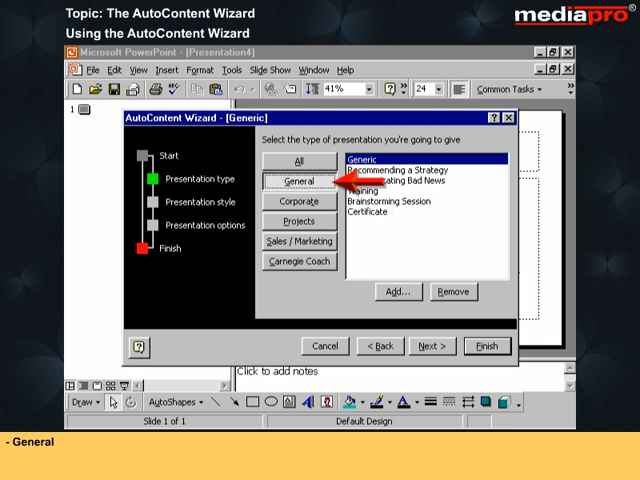 Topic: The AutoContent Wizard
Using the AutoContent Wizard
mediapro®
Microsoft PowerPoint - [Presentation4]
File Edit View Insert Format Tools Slide Show Window Help
41% 24 Common Tasks
1
AutoContent Wizard - [Generic]
Select the type of presentation you're going to give
Start
Presentation type
Presentation style
Presentation options
Finish
All
General
Corporate
Projects
Sales / Marketing
Carnegie Coach
Generic
Recommending a Strategy
cating Bad News
Training
Brainstorming Session
Certificate
Add... Remove
Cancel < Back Next > Finish
Click to add notes
Draw AutoShapes
Slide 1 of 1 Default Design
- General